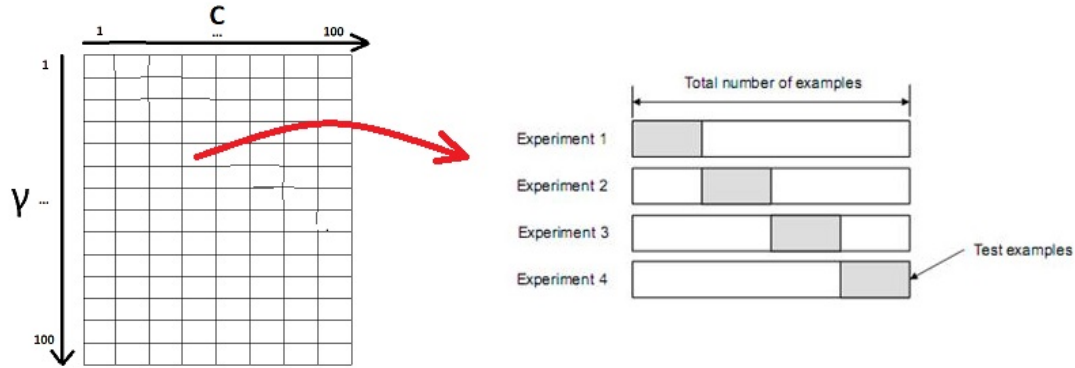 C
1 ... 100
1
γ ...
100
Total number of examples
Experiment 1
Experiment 2
Experiment 3
Experiment 4
Test examples